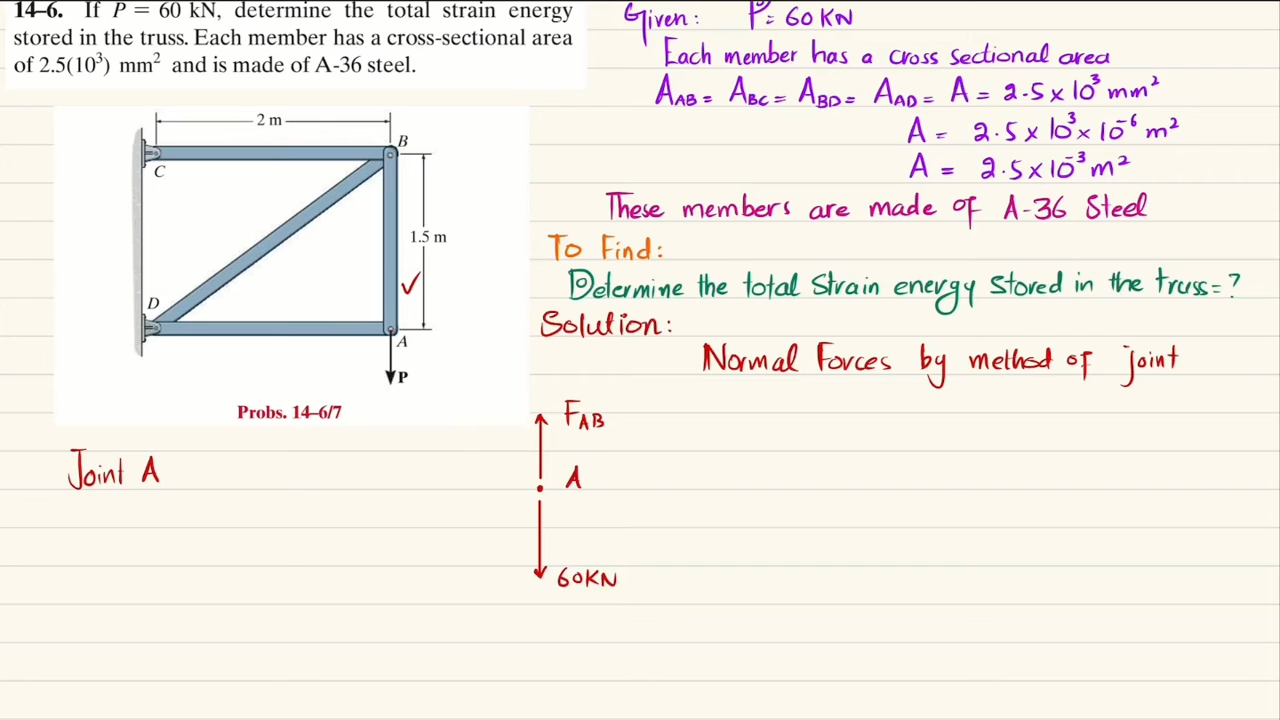 14–6. If P = 60 kN, determine the total strain energy
stored in the truss. Each member has a cross-sectional area
of 2.5(10³) mm² and is made of A-36 steel.
2 m
B
C
1.5 m
D
A
P
Probs. 14–6/7
Given: P = 60 KN
Each member has a cross sectional area
A_AB = A_BC = A_BD = A_AD = A = 2.5 × 10³ mm²
A = 2.5 × 10³ × 10⁻⁶ m²
A = 2.5 × 10⁻³ m²
These members are made of A-36 Steel
To Find:
Determine the total strain energy stored in the truss = ?
Solution:
Normal Forces by method of joint
Joint A
F_AB
A
60KN